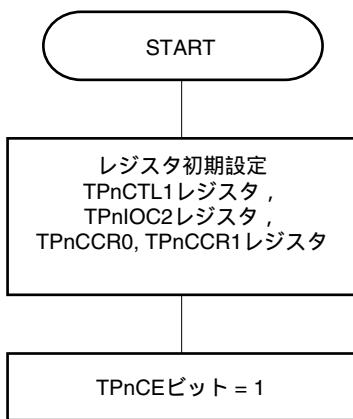 START
レジスタ初期設定
TPnCTL1レジスタ，
TPnIOC2レジスタ，
TPnCCR0, TPnCCR1レジスタ
TPnCEビット = 1